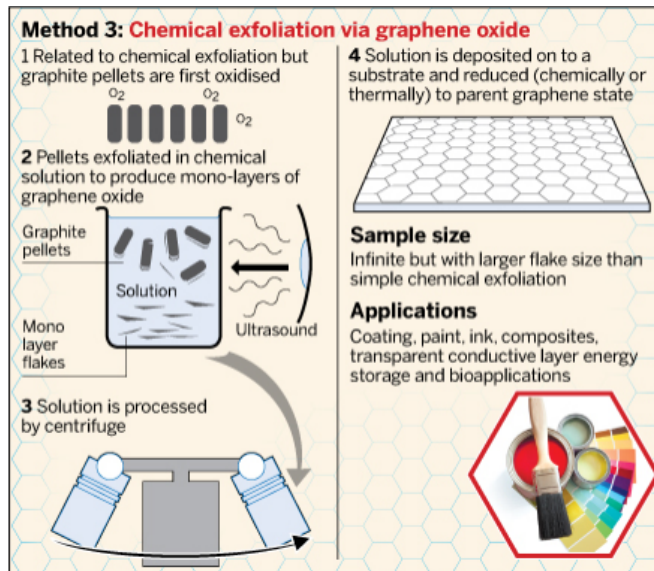 Method 3: Chemical exfoliation via graphene oxide
1 Related to chemical exfoliation but
graphite pellets are first oxidised
O2 O2
O2
2 Pellets exfoliated in chemical
solution to produce mono-layers of
graphene oxide
Graphite
pellets
Solution
Ultrasound
Mono
layer
flakes
3 Solution is processed
by centrifuge
4 Solution is deposited on to a
substrate and reduced (chemically or
thermally) to parent graphene state
Sample size
Infinite but with larger flake size than
simple chemical exfoliation
Applications
Coating, paint, ink, composites,
transparent conductive layer energy
storage and bioapplications